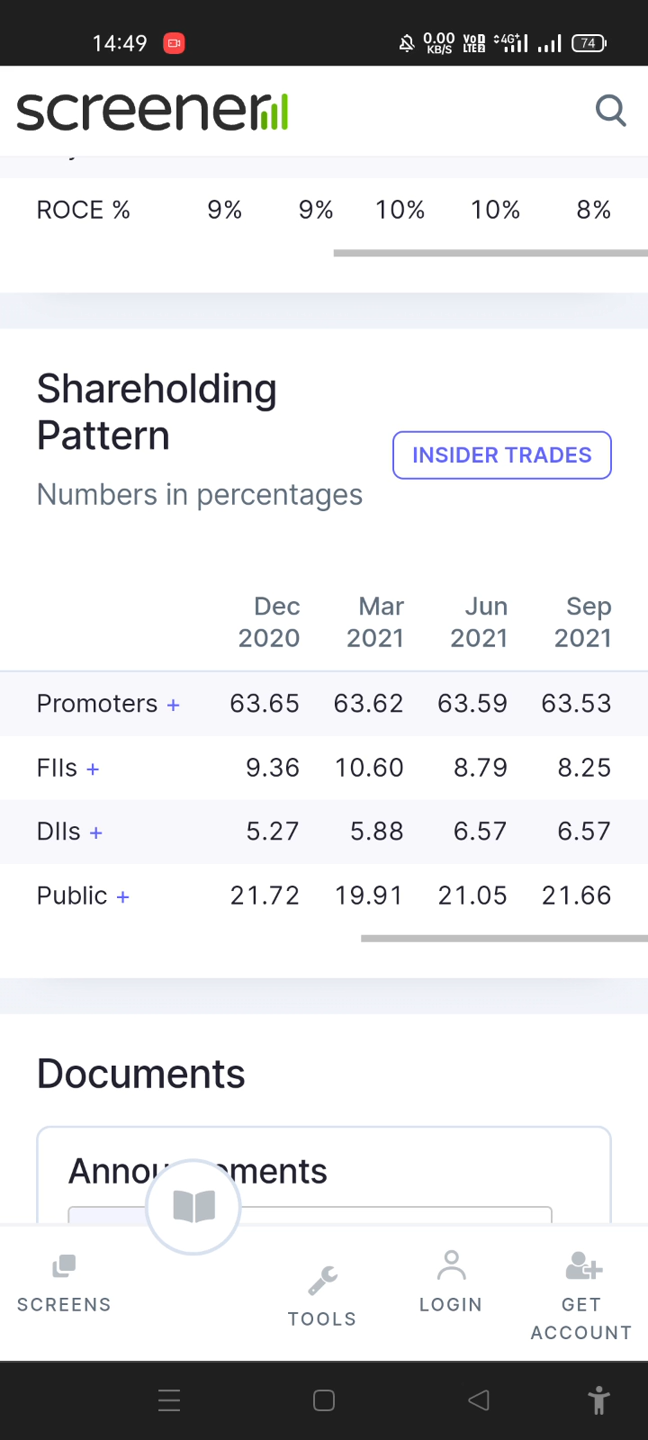 14:49 0.00 KB/S VoD LTE2 4G+ 74
screener
ROCE % 9% 9% 10% 10% 8%
Shareholding
Pattern
INSIDER TRADES
Numbers in percentages
Dec 2020 Mar 2021 Jun 2021 Sep 2021
Promoters + 63.65 63.62 63.59 63.53
FIIs + 9.36 10.60 8.79 8.25
DIIs + 5.27 5.88 6.57 6.57
Public + 21.72 19.91 21.05 21.66
Documents
SCREENS
TOOLS
LOGIN
GET
ACCOUNT